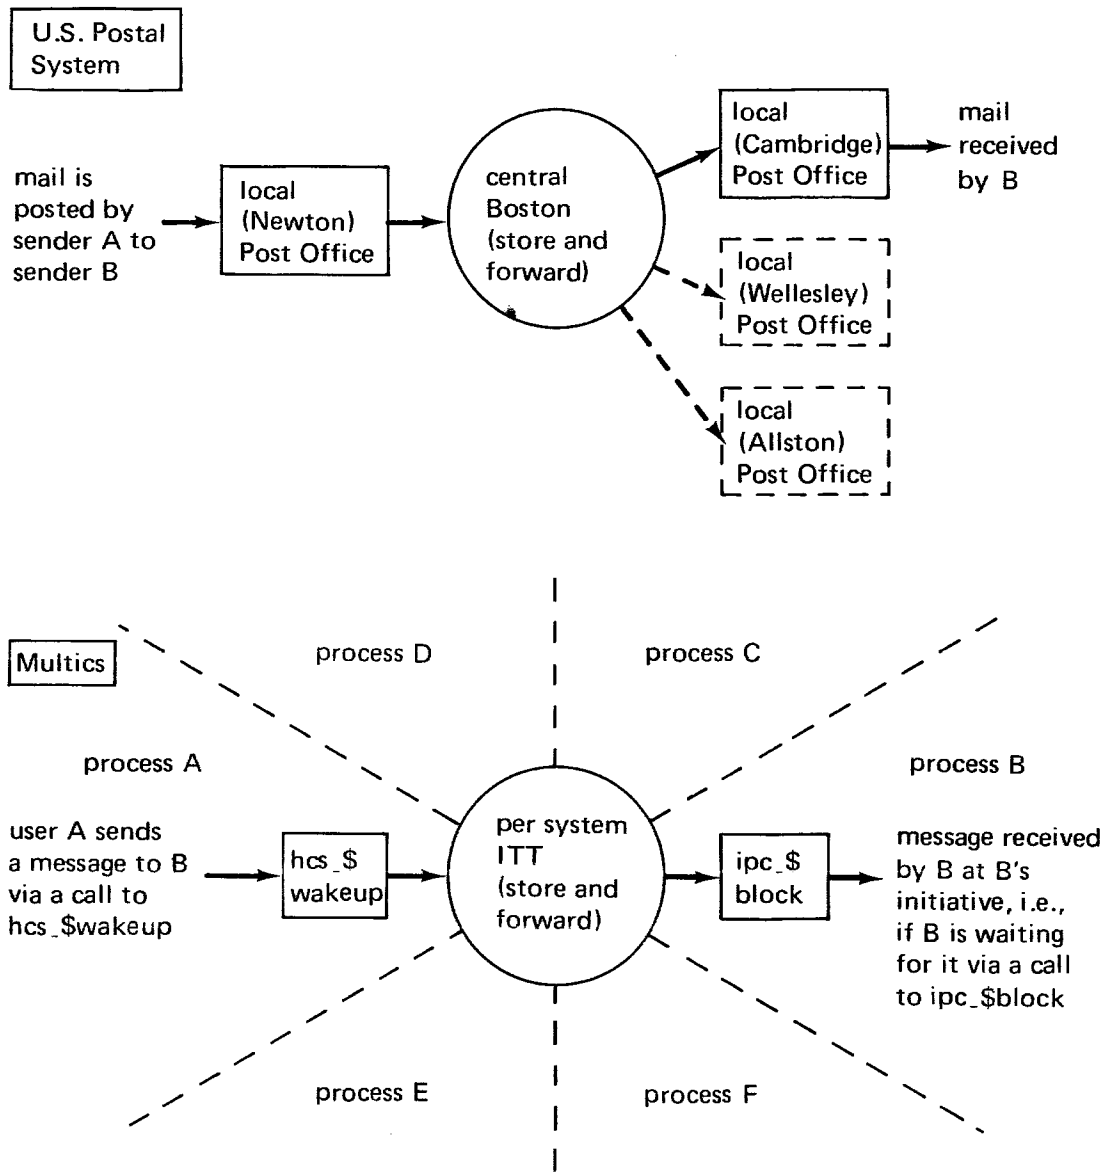 U.S. Postal
System
mail is
posted by
sender A to
sender B
local
(Newton)
Post Office
central
Boston
(store and
forward)
local
(Cambridge)
Post Office
mail
received
by B
local
(Wellesley)
Post Office
local
(Allston)
Post Office
Multics
process D
process C
process A
process B
user A sends
a message to B
via a call to
hcs_$wakeup
hcs_$
wakeup
per system
ITT
(store and
forward)
ipc_$
block
message received
by B at B's
initiative, i.e.,
if B is waiting
for it via a call
to ipc_$block
process E
process F